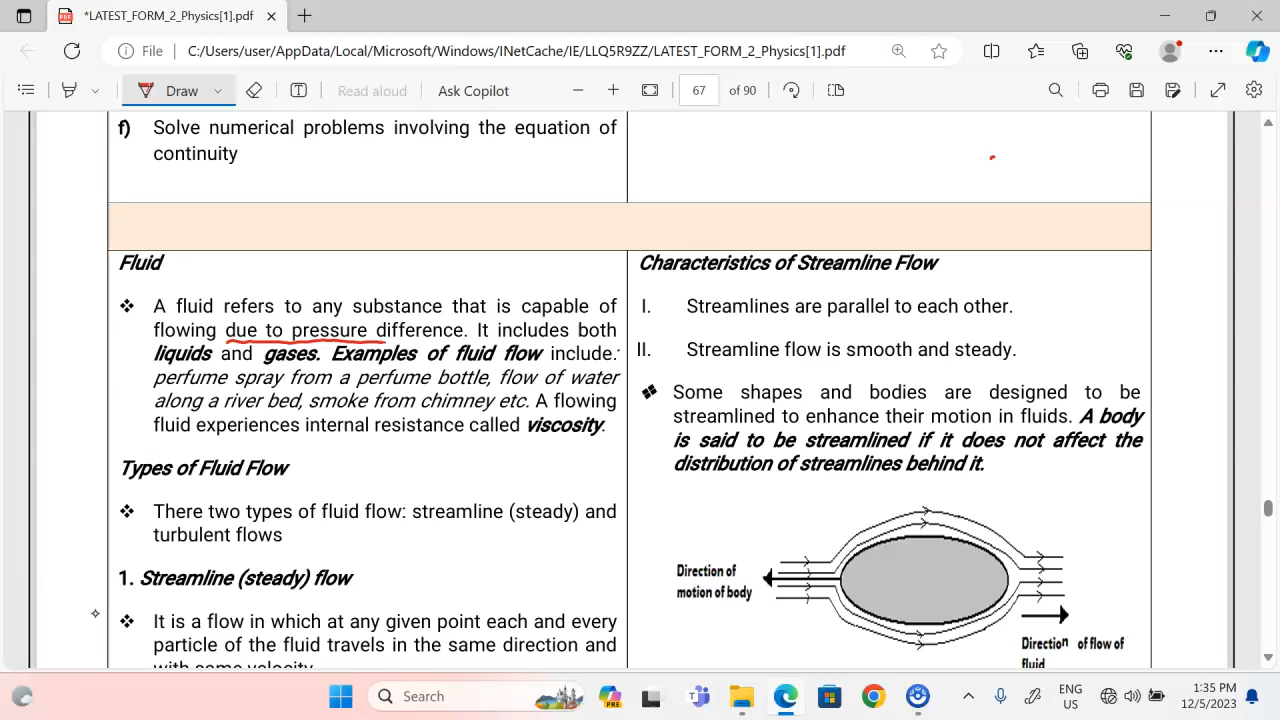 *LATEST_FORM_2_Physics[1].pdf
File
C:/Users/user/AppData/Local/Microsoft/Windows/INetCache/IE/LLQ5R9ZZ/LATEST_FORM_2_Physics[1].pdf
Draw
Read aloud
Ask Copilot
67
of 90
f) Solve numerical problems involving the equation of
continuity
Fluid
❖ A fluid refers to any substance that is capable of
flowing due to pressure difference. It includes both
liquids and gases. Examples of fluid flow include:
perfume spray from a perfume bottle, flow of water
along a river bed, smoke from chimney etc. A flowing
fluid experiences internal resistance called viscosity.
Types of Fluid Flow
❖ There two types of fluid flow: streamline (steady) and
turbulent flows
1. Streamline (steady) flow
❖ It is a flow in which at any given point each and every
particle of the fluid travels in the same direction and
with same velocity
Characteristics of Streamline Flow
I. Streamlines are parallel to each other.
II. Streamline flow is smooth and steady.
❖ Some shapes and bodies are designed to be
streamlined to enhance their motion in fluids. A body
is said to be streamlined if it does not affect the
distribution of streamlines behind it.
Direction of
motion of body
Direction of flow of
fluid
Search
PRE
ENG
US
1:35 PM
12/5/2023